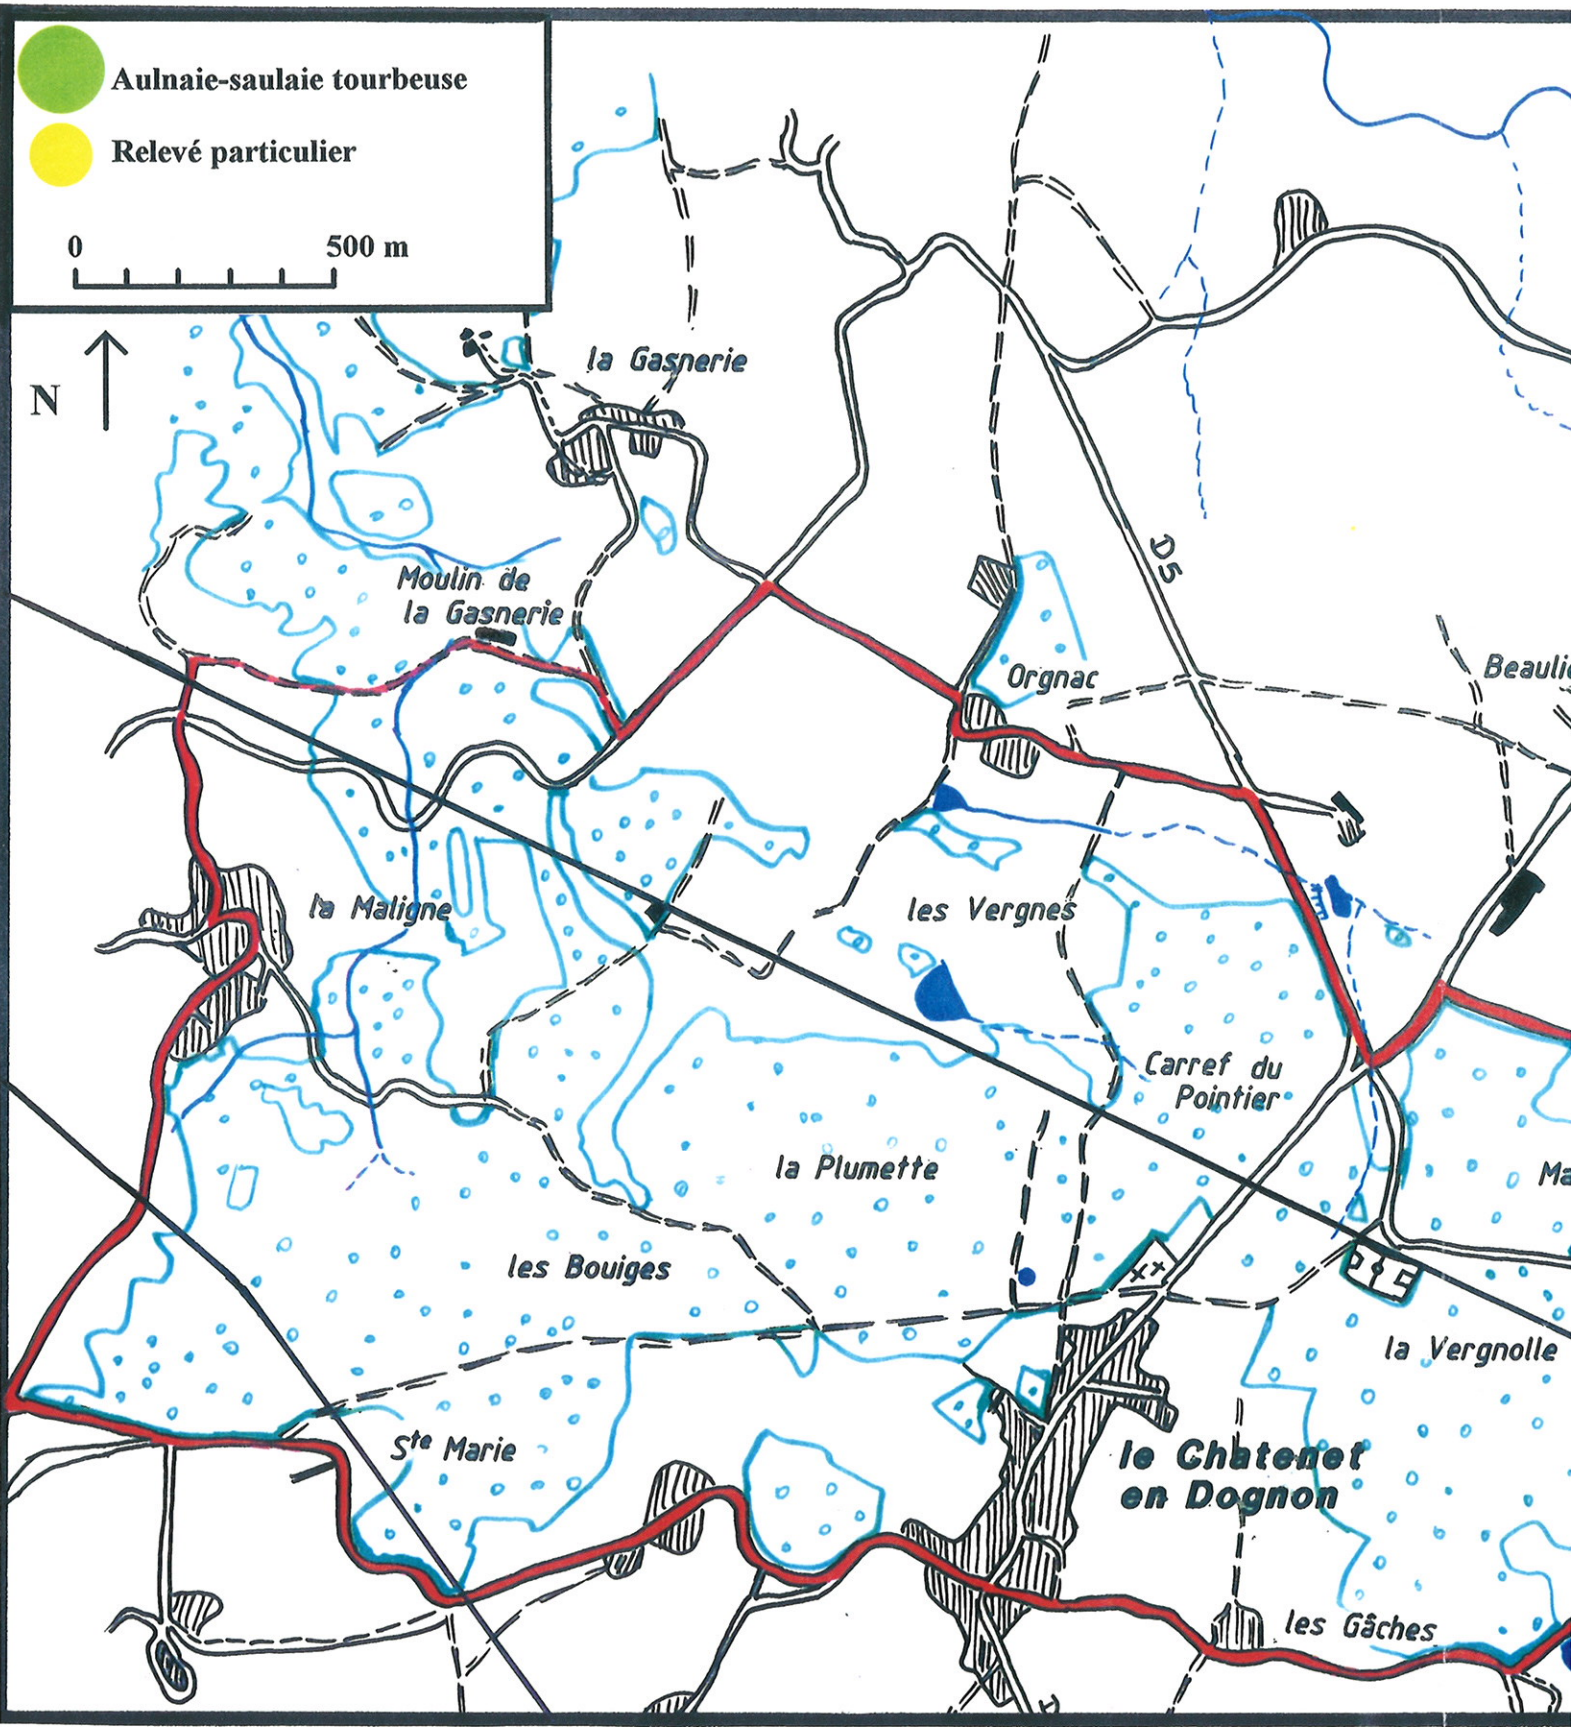 Aulnaie-saulaie tourbeuse
Relevé particulier
0 500 m
N
la Gasnerie
D5
Moulin de
la Gasnerie
Orgnac
la Maligne
les Vergnes
Carref du
Pointier
la Plumette
les Bouiges
la Vergnolle
Ste Marie
le Chatenet
en Dognon
les Gâches